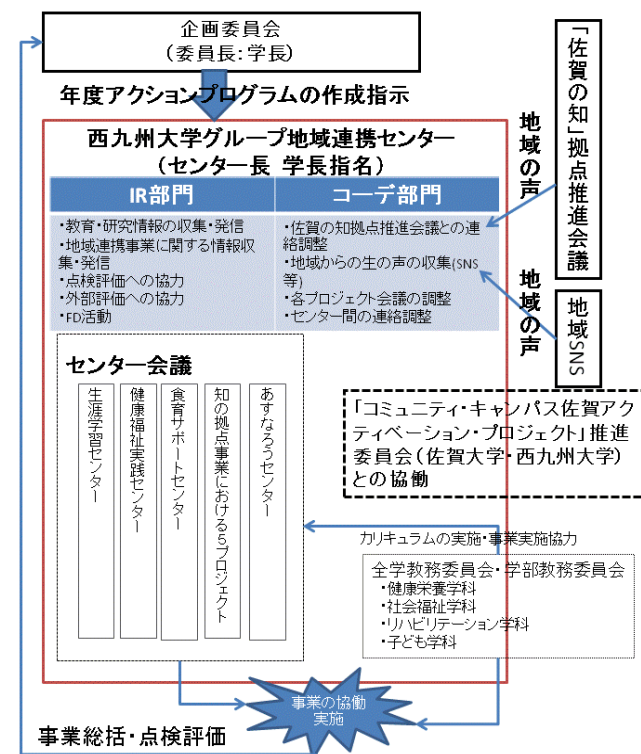 企画委員会
(委員長:学長)
年度アクションプログラムの作成指示
西九州大学グループ地域連携センター
(センター長 学長指名)
IR部門
コーデ部門
・教育・研究情報の収集・発信
・地域連携事業に関する情報収
集・発信
・点検評価への協力
・外部評価への協力
・FD活動
・佐賀の知拠点推進会議との連
絡調整
・地域からの生の声の収集(SNS
等)
・各プロジェクト会議の調整
・センター間の連絡調整
地域の声
「佐賀の知」拠点推進会議
地域の声
地域SNS
センター会議
生涯学習センター
健康福祉実践センター
食育サポートセンター
知の拠点事業における5プロジェクト
あすなろうセンター
「コミュニティ・キャンパス佐賀アク
ティベーション・プロジェクト」推進
委員会(佐賀大学・西九州大学)
との協働
カリキュラムの実施・事業実施協力
全学教務委員会・学部教務委員会
・健康栄養学科
・社会福祉学科
・リハビリテーション学科
・子ども学科
事業の協働
実施
事業総括・点検評価